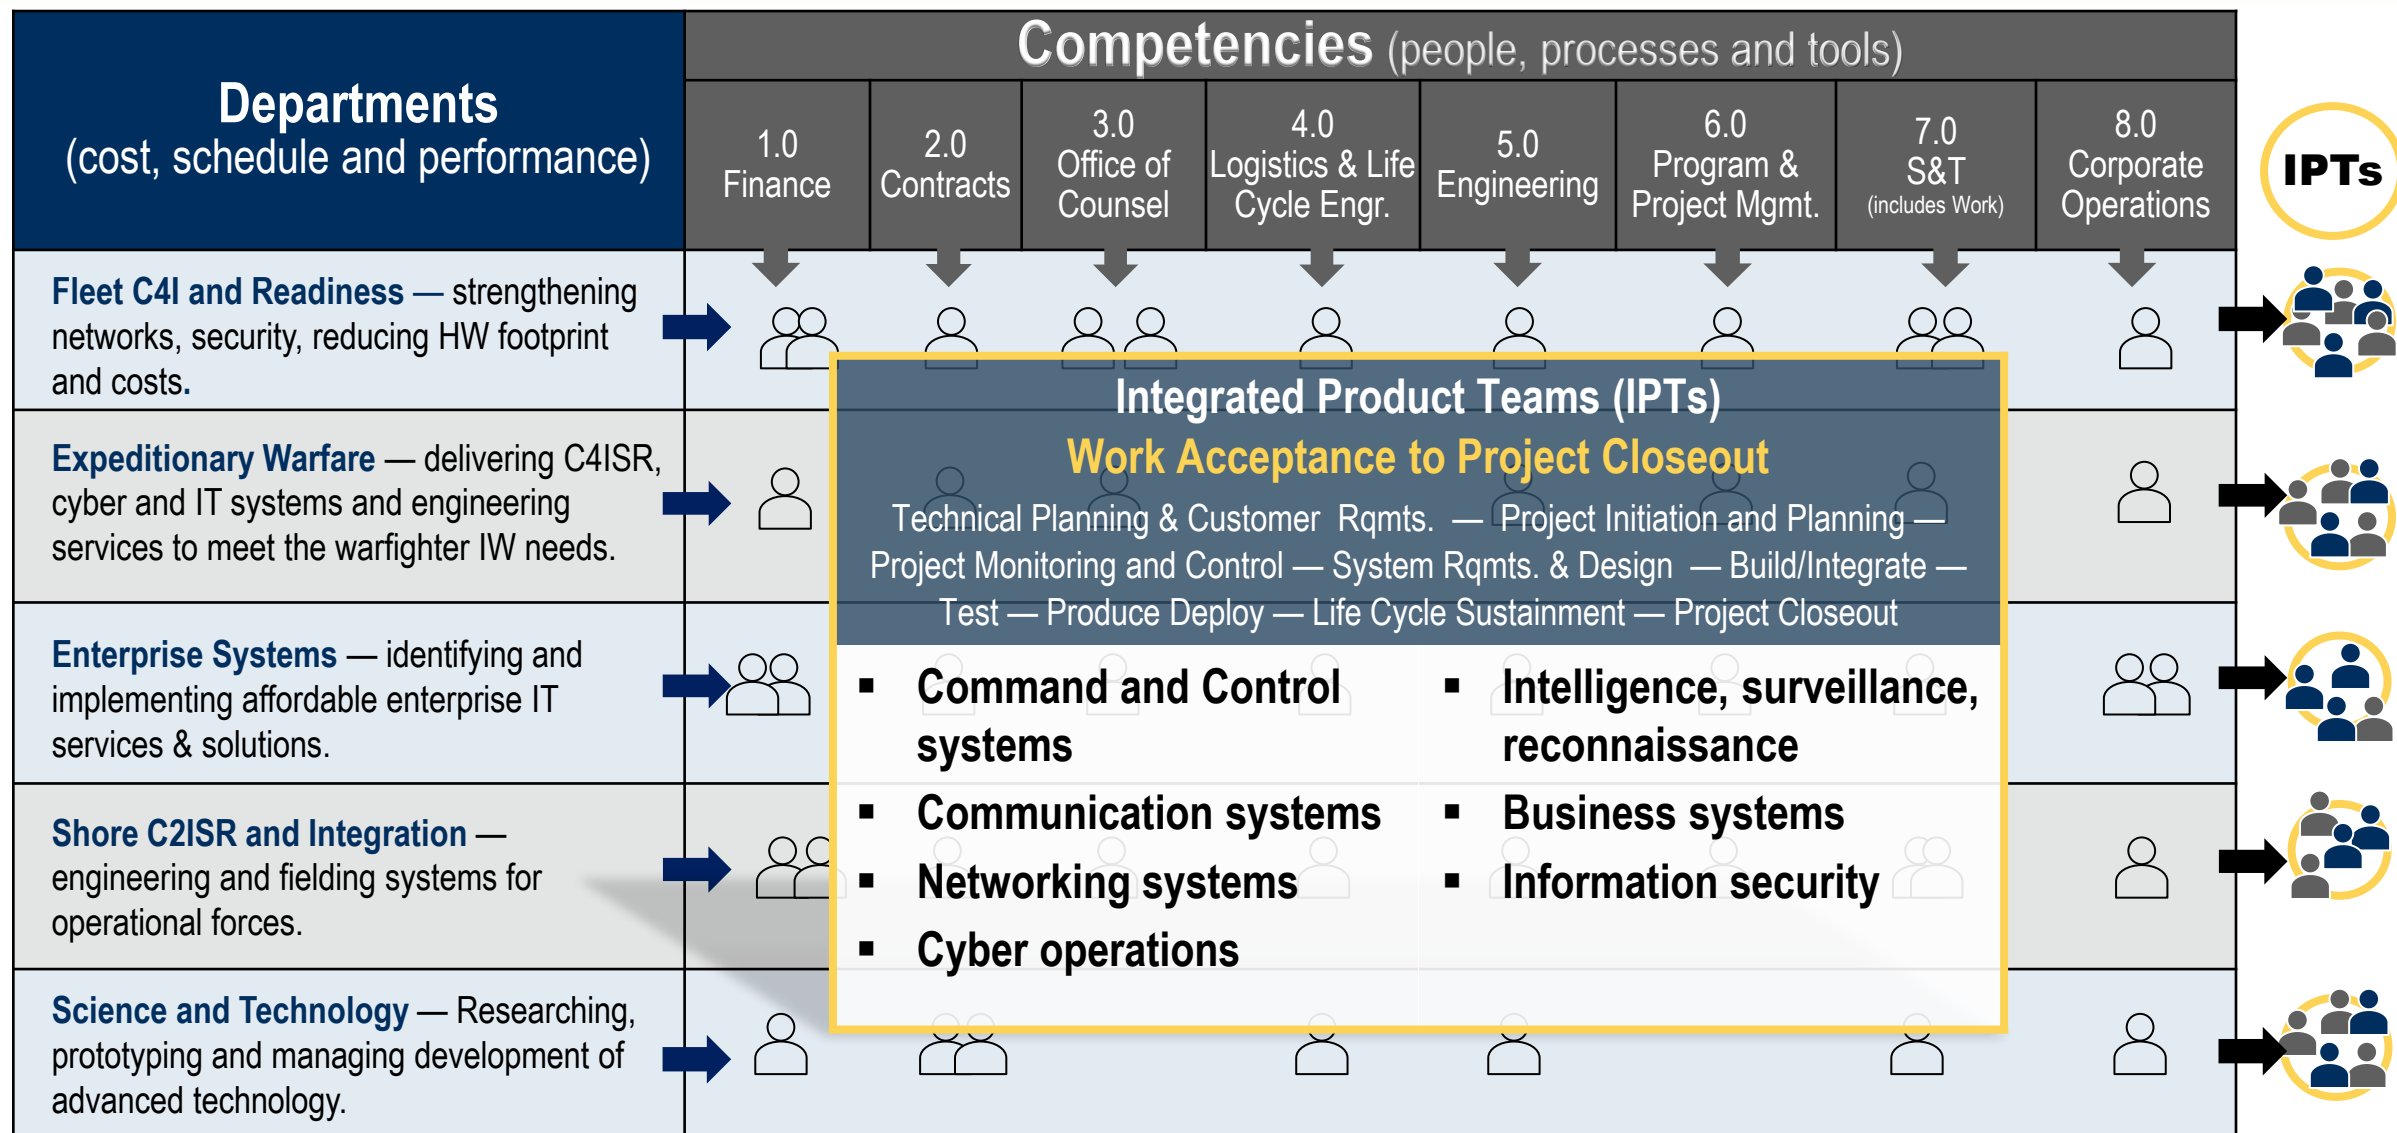 Departments
(cost, schedule and performance)
Competencies (people, processes and tools)
1.0
Finance
2.0
Contracts
3.0
Office of
Counsel
4.0
Logistics & Life
Cycle Engr.
5.0
Engineering
6.0
Program &
Project Mgmt.
7.0
S&T
(includes Work)
8.0
Corporate
Operations
IPTs
Fleet C4I and Readiness — strengthening
networks, security, reducing HW footprint
and costs.
Expeditionary Warfare — delivering C4ISR,
cyber and IT systems and engineering
services to meet the warfighter IW needs.
Enterprise Systems — identifying and
implementing affordable enterprise IT
services & solutions.
Shore C2ISR and Integration —
engineering and fielding systems for
operational forces.
Science and Technology — Researching,
prototyping and managing development of
advanced technology.
Integrated Product Teams (IPTs)
Work Acceptance to Project Closeout
Technical Planning & Customer Rqmts. — Project Initiation and Planning —
Project Monitoring and Control — System Rqmts. & Design — Build/Integrate —
Test — Produce Deploy — Life Cycle Sustainment — Project Closeout
▪ Command and Control
systems
▪ Communication systems
▪ Networking systems
▪ Cyber operations
▪ Intelligence, surveillance,
reconnaissance
▪ Business systems
▪ Information security